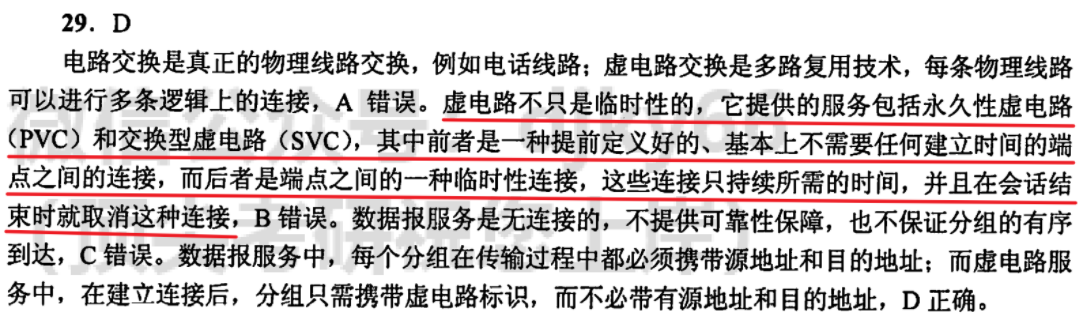 29．D
电路交换是真正的物理线路交换，例如电话线路；虚电路交换是多路复用技术，每条物理线路
可以进行多条逻辑上的连接，A 错误。虚电路不只是临时性的，它提供的服务包括永久性虚电路
（PVC）和交换型虚电路（SVC），其中前者是一种提前定义好的、基本上不需要任何建立时间的端
点之间的连接，而后者是端点之间的一种临时性连接，这些连接只持续所需的时间，并且在会话结
束时就取消这种连接，B 错误。数据报服务是无连接的，不提供可靠性保障，也不保证分组的有序
到达，C 错误。数据报服务中，每个分组在传输过程中都必须携带源地址和目的地址；而虚电路服
务中，在建立连接后，分组只需携带虚电路标识，而不必带有源地址和目的地址，D 正确。